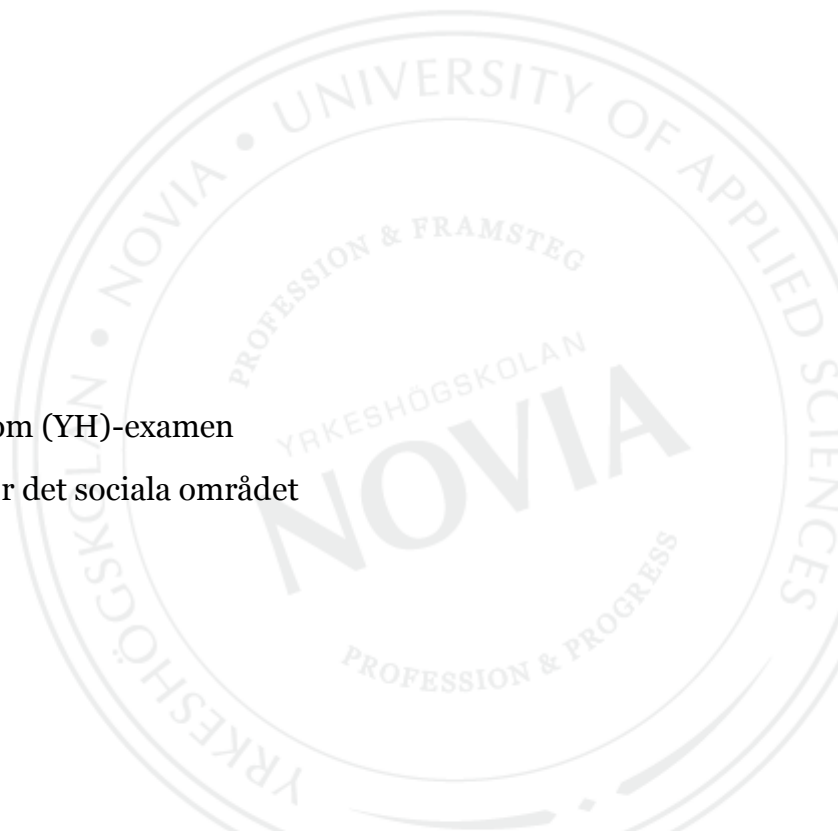 YRKESHÖGSKOLAN • NOVIA • UNIVERSITY OF APPLIED SCIENCES
PROFESSION & FRAMSTEG
YRKESHÖGSKOLAN
NOVIA
PROFESSION & PROGRESS
om (YH)-examen
r det sociala området